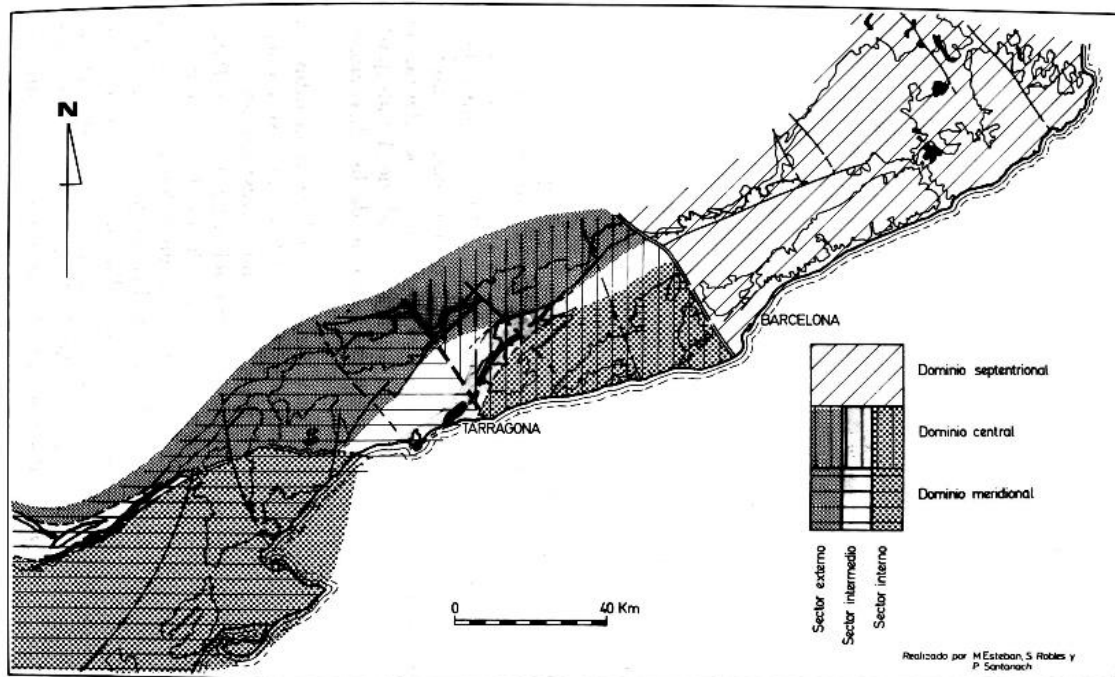 N
BARCELONA
TARRAGONA
Dominio septentrional
Dominio central
Dominio meridional
Sector externo
Sector intermedio
Sector interno
0 40 Km
Realizado por M Esteban, S. Robles y
P. Santanach